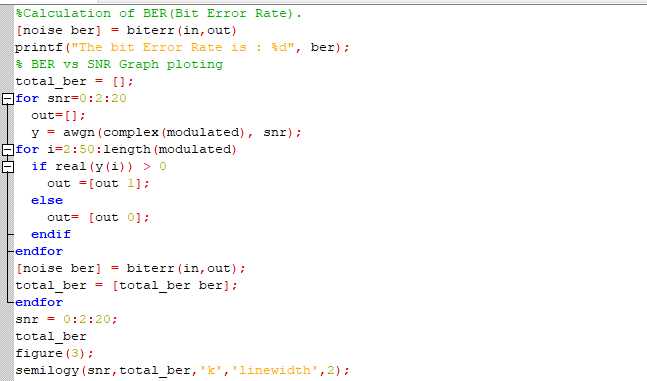 %Calculation of BER(Bit Error Rate).
[noise ber] = biterr(in,out)
printf("The bit Error Rate is : %d", ber);
% BER vs SNR Graph ploting
total_ber = [];
for snr=0:2:20
  out=[];
  y = awgn(complex(modulated), snr);
for i=2:50:length(modulated)
  if real(y(i)) > 0
    out =[out 1];
  else
    out= [out 0];
  endif
endfor
[noise ber] = biterr(in,out);
total_ber = [total_ber ber];
endfor
snr = 0:2:20;
total_ber
figure(3);
semilogy(snr,total_ber,'k','linewidth',2);